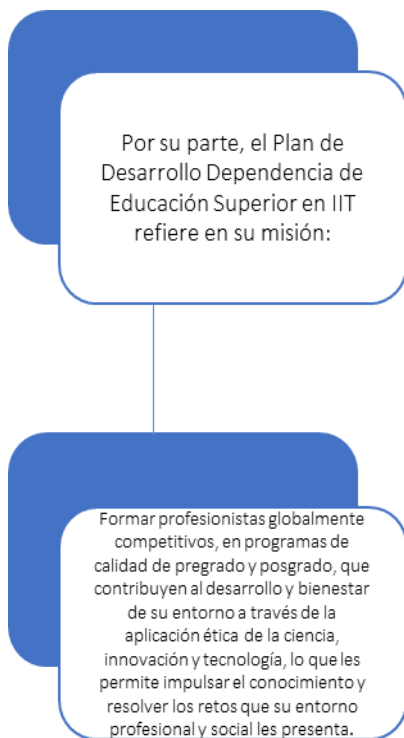 Por su parte, el Plan de
Desarrollo Dependencia de
Educación Superior en IIT
refiere en su misión:
Formar profesionistas globalmente
competitivos, en programas de
calidad de pregrado y posgrado, que
contribuyen al desarrollo y bienestar
de su entorno a través de la
aplicación ética de la ciencia,
innovación y tecnología, lo que les
permite impulsar el conocimiento y
resolver los retos que su entorno
profesional y social les presenta.